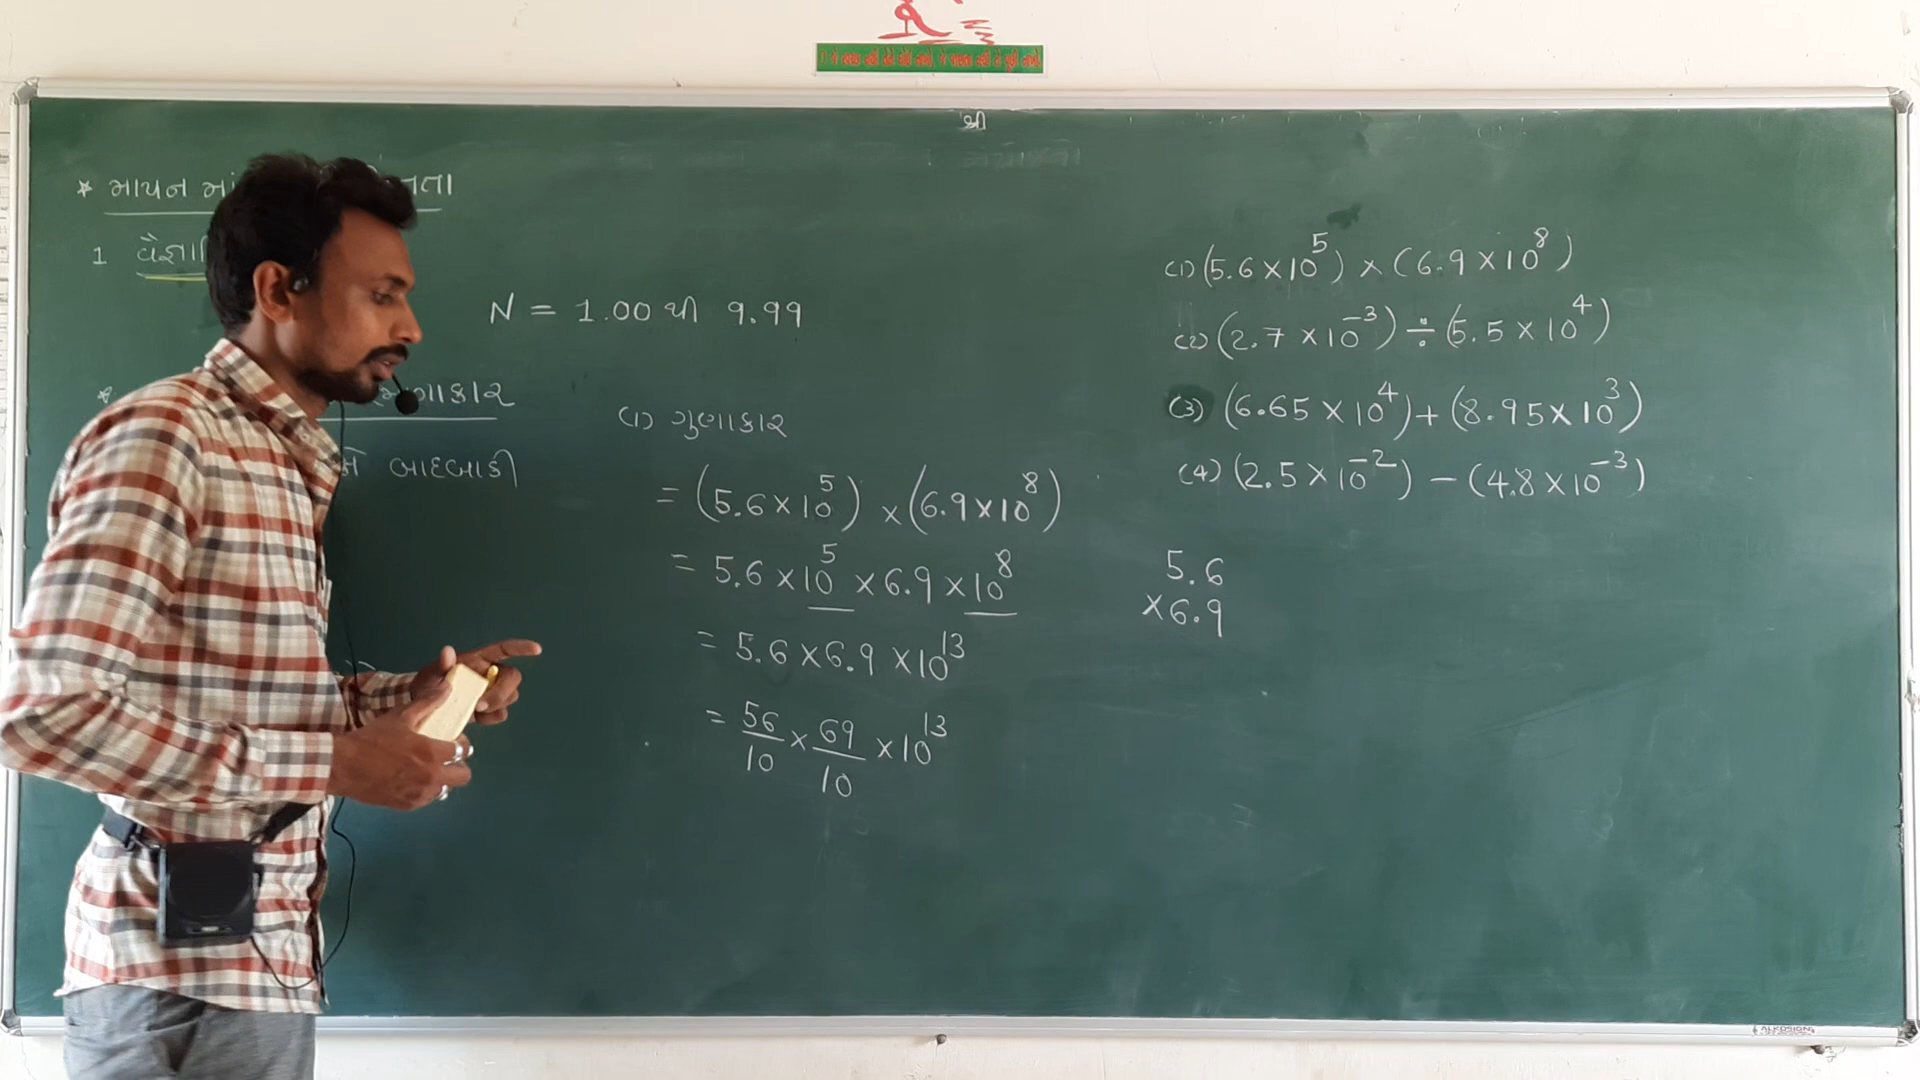 શ્રી
* માપન માં
1
N = 1.00 થી 9.99
ગુણાકાર
બાદબાકી
(1) ગુણાકાર
= (5.6 × 10⁵) × (6.9 × 10⁸)
= 5.6 × 10⁵ × 6.9 × 10⁸
= 5.6 × 6.9 × 10¹³
= 56/10 × 69/10 × 10¹³
(1) (5.6 × 10⁵) × (6.9 × 10⁸)
(2) (2.7 × 10⁻³) ÷ (5.5 × 10⁴)
(3) (6.65 × 10⁴) + (8.95 × 10³)
(4) (2.5 × 10⁻²) − (4.8 × 10⁻³)
5.6
× 6.9
ALKOSIGN